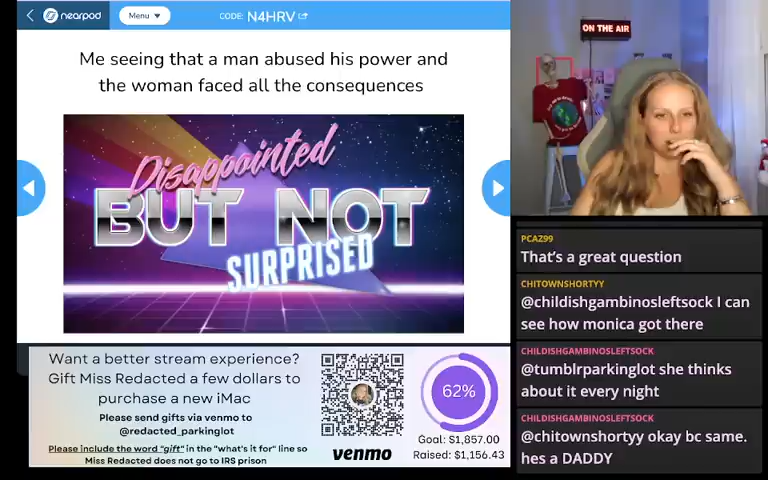 nearpod
Menu
CODE: N4HRV
Me seeing that a man abused his power and
the woman faced all the consequences
Disappointed
BUT NOT
SURPRISED
Want a better stream experience?
Gift Miss Redacted a few dollars to
purchase a new iMac
Please send gifts via venmo to
@redacted_parkinglot
Please include the word "gift" in the "what's it for" line so
Miss Redacted does not go to IRS prison
venmo
62%
Goal: $1,857.00
Raised: $1,156.43
ON THE AIR
PCAZ99
That's a great question
CHITOWNSHORTYY
@childishgambinosleftsock I can
see how monica got there
CHILDISHGAMBINOSLEFTSOCK
@tumblrparkinglot she thinks
about it every night
CHILDISHGAMBINOSLEFTSOCK
@chitownshortyy okay bc same.
hes a DADDY